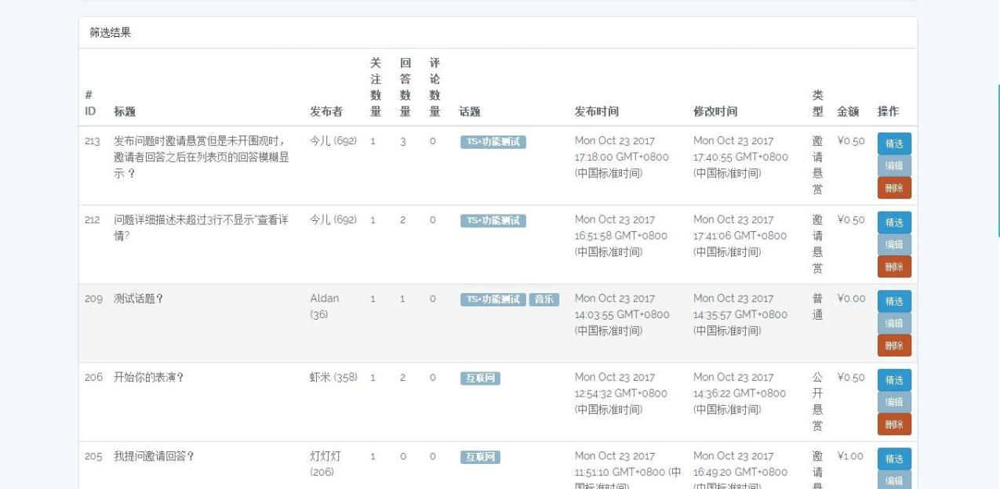 筛选结果
# ID 标题 发布者 关注数量 回答数量 评论数量 话题 发布时间 修改时间 类型 金额 操作
213 发布问题时邀请悬赏但是未开围观时， 今儿 (692) 1 3 0 TS+功能测试 Mon Oct 23 2017 Mon Oct 23 2017 邀 ¥0.50 精选
邀请者回答之后在列表页的回答模糊显 17:18:00 GMT+0800 17:40:55 GMT+0800 请 编辑
示 ? (中国标准时间) (中国标准时间) 悬
赏 删除
212 问题详细描述未超过3行不显示“查看详 今儿 (692) 1 2 0 TS+功能测试 Mon Oct 23 2017 Mon Oct 23 2017 邀 ¥0.50 精选
情? 16:51:58 GMT+0800 17:41:06 GMT+0800 请 编辑
(中国标准时间) (中国标准时间) 悬
赏 删除
209 测试话题? Aldan 1 1 0 TS+功能测试 音乐 Mon Oct 23 2017 Mon Oct 23 2017 普 ¥0.00 精选
(36) 14:03:55 GMT+0800 14:35:57 GMT+0800 通 编辑
(中国标准时间) (中国标准时间) 删除
206 开始你的表演? 虾米 (358) 1 2 0 互联网 Mon Oct 23 2017 Mon Oct 23 2017 公 ¥0.50 精选
12:54:32 GMT+0800 14:36:22 GMT+0800 开 编辑
(中国标准时间) (中国标准时间) 悬
赏 删除
205 我提问邀请回答? 灯灯灯 1 0 0 互联网 Mon Oct 23 2017 Mon Oct 23 2017 邀 ¥1.00 精选
(206) 11:51:10 GMT+0800 (中 16:49:20 GMT+0800 请 编辑
国标准时间) (中国标准时间) 悬